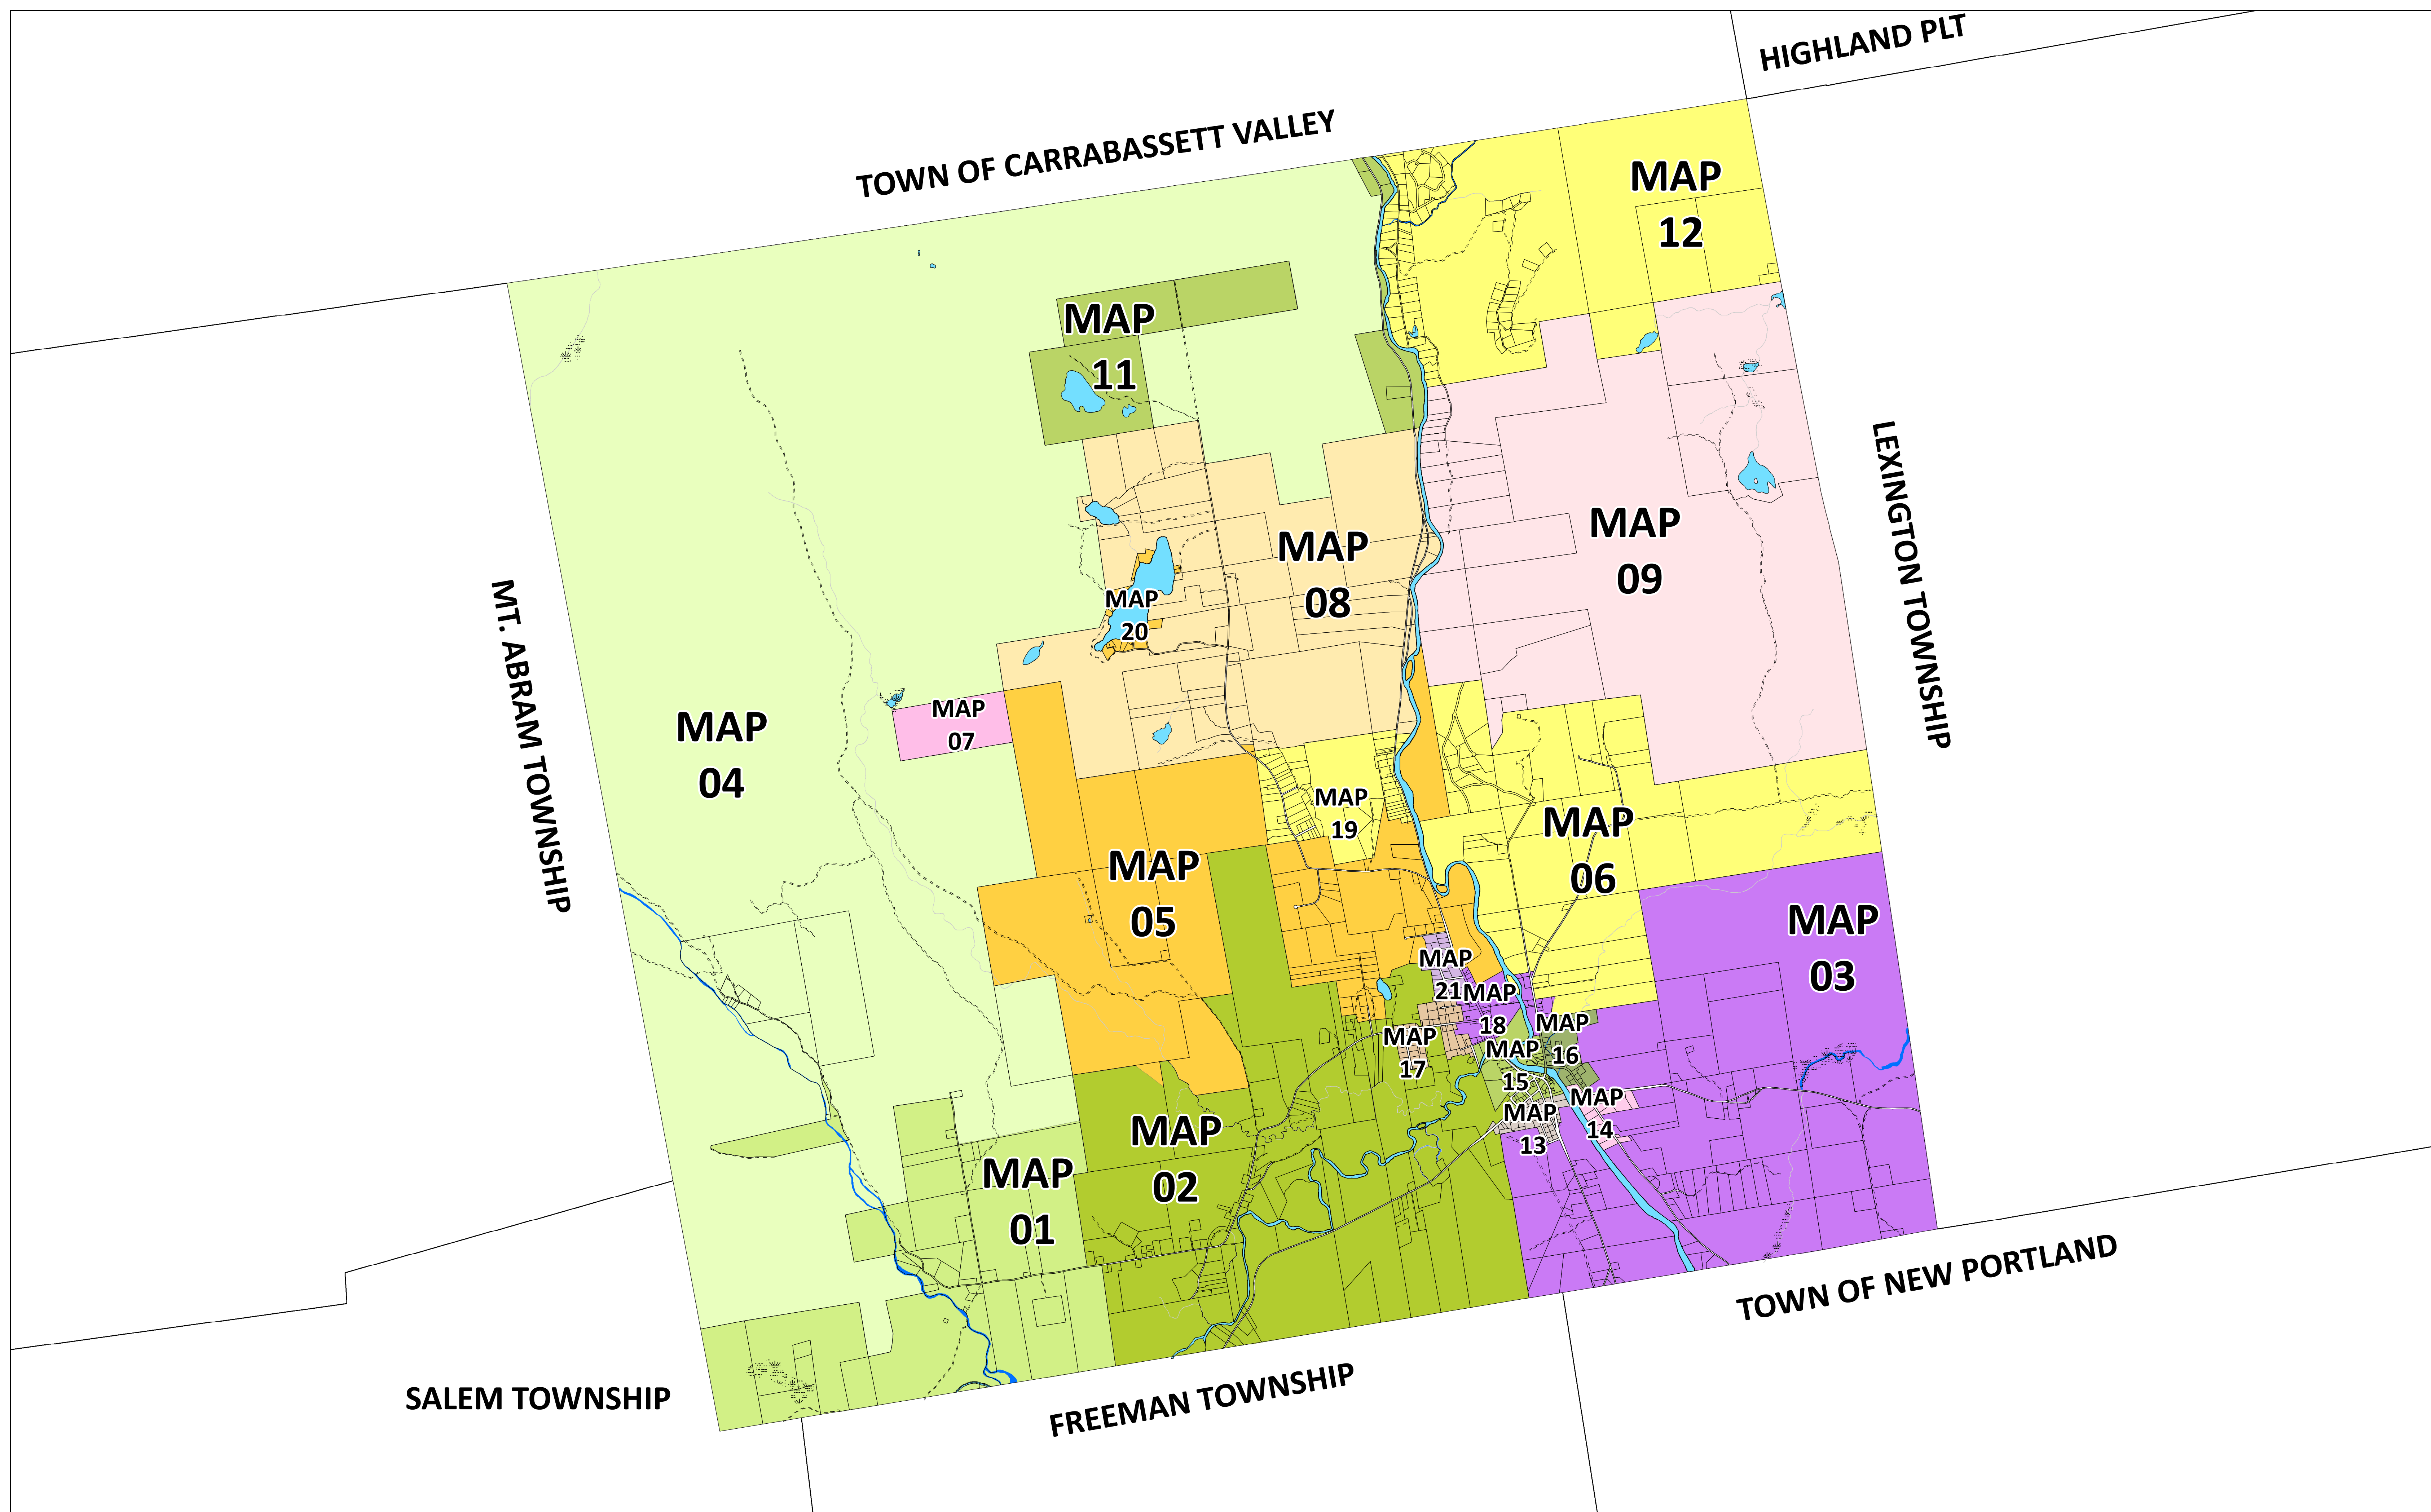 HIGHLAND PLT
TOWN OF CARRABASSETT VALLEY
MAP
12
MAP
11
LEXINGTON TOWNSHIP
MAP
09
MAP
08
MAP
20
MT. ABRAM TOWNSHIP
MAP
04
MAP
07
MAP
19
MAP
06
MAP
05
MAP
03
MAP
21
MAP
18
MAP
17
MAP
16
MAP
15
MAP
14
MAP
13
MAP
02
MAP
01
TOWN OF NEW PORTLAND
SALEM TOWNSHIP
FREEMAN TOWNSHIP